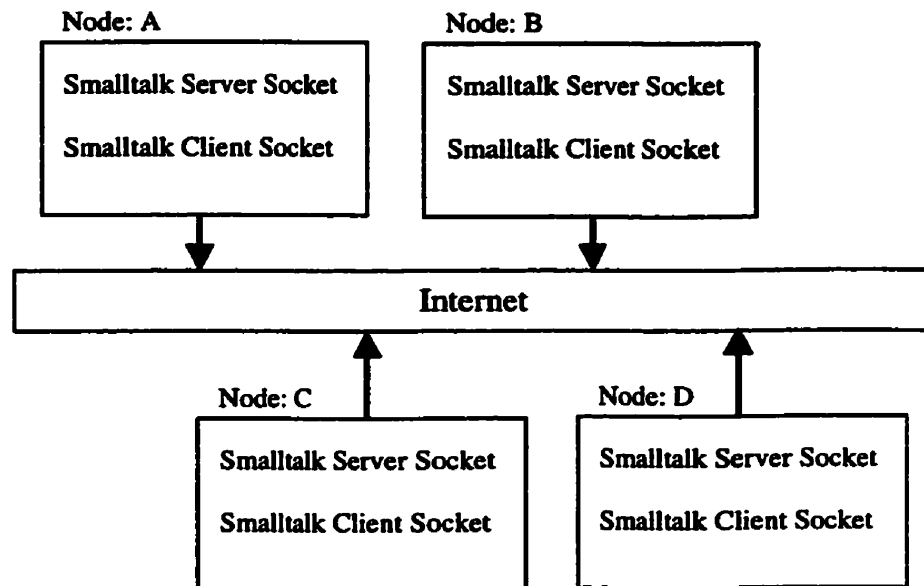 Node: A
Smalltalk Server Socket
Smalltalk Client Socket
Node: B
Smalltalk Server Socket
Smalltalk Client Socket
Internet
Node: C
Smalltalk Server Socket
Smalltalk Client Socket
Node: D
Smalltalk Server Socket
Smalltalk Client Socket